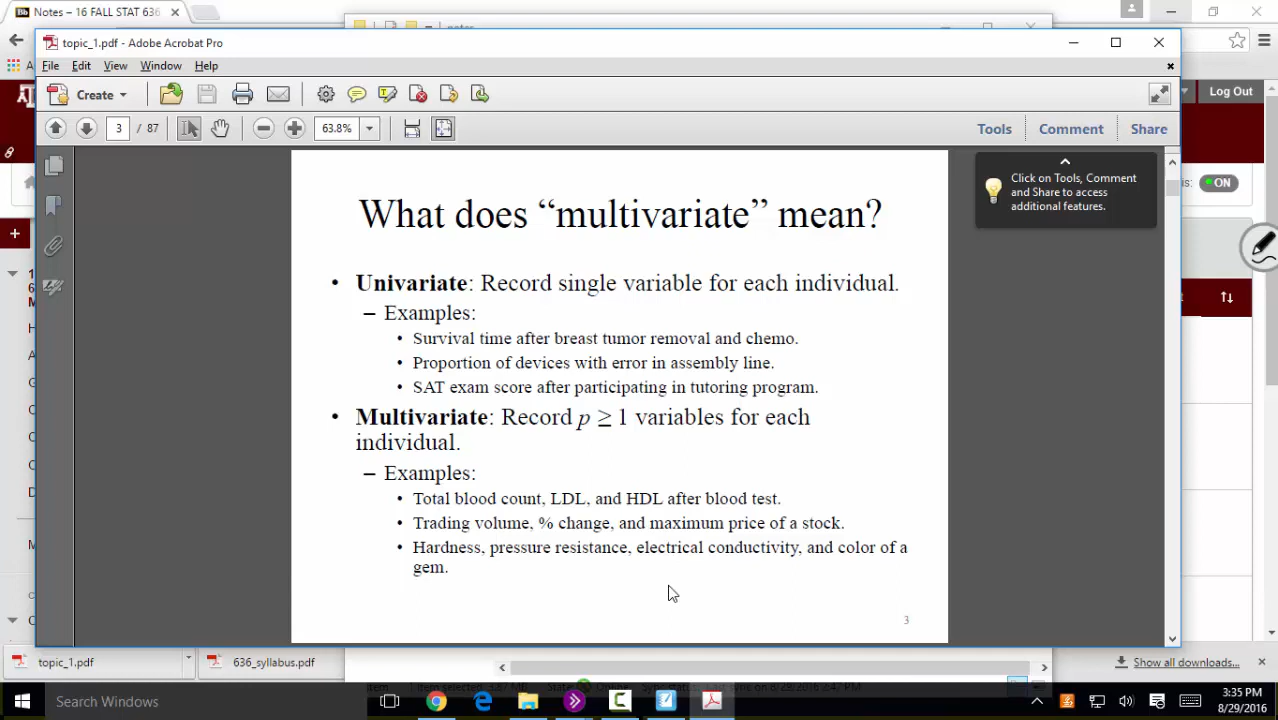 Notes – 16 FALL STAT 636
topic_1.pdf - Adobe Acrobat Pro
File Edit View Window Help
Create
3 / 87 63.8% Tools Comment Share
Log Out
Click on Tools, Comment
and Share to access
additional features.
is: ON
What does “multivariate” mean?
• Univariate: Record single variable for each individual.
– Examples:
• Survival time after breast tumor removal and chemo.
• Proportion of devices with error in assembly line.
• SAT exam score after participating in tutoring program.
• Multivariate: Record p ≥ 1 variables for each
individual.
– Examples:
• Total blood count, LDL, and HDL after blood test.
• Trading volume, % change, and maximum price of a stock.
• Hardness, pressure resistance, electrical conductivity, and color of a
gem.
3
topic_1.pdf 636_syllabus.pdf Show all downloads...
Search Windows
3:35 PM
8/29/2016